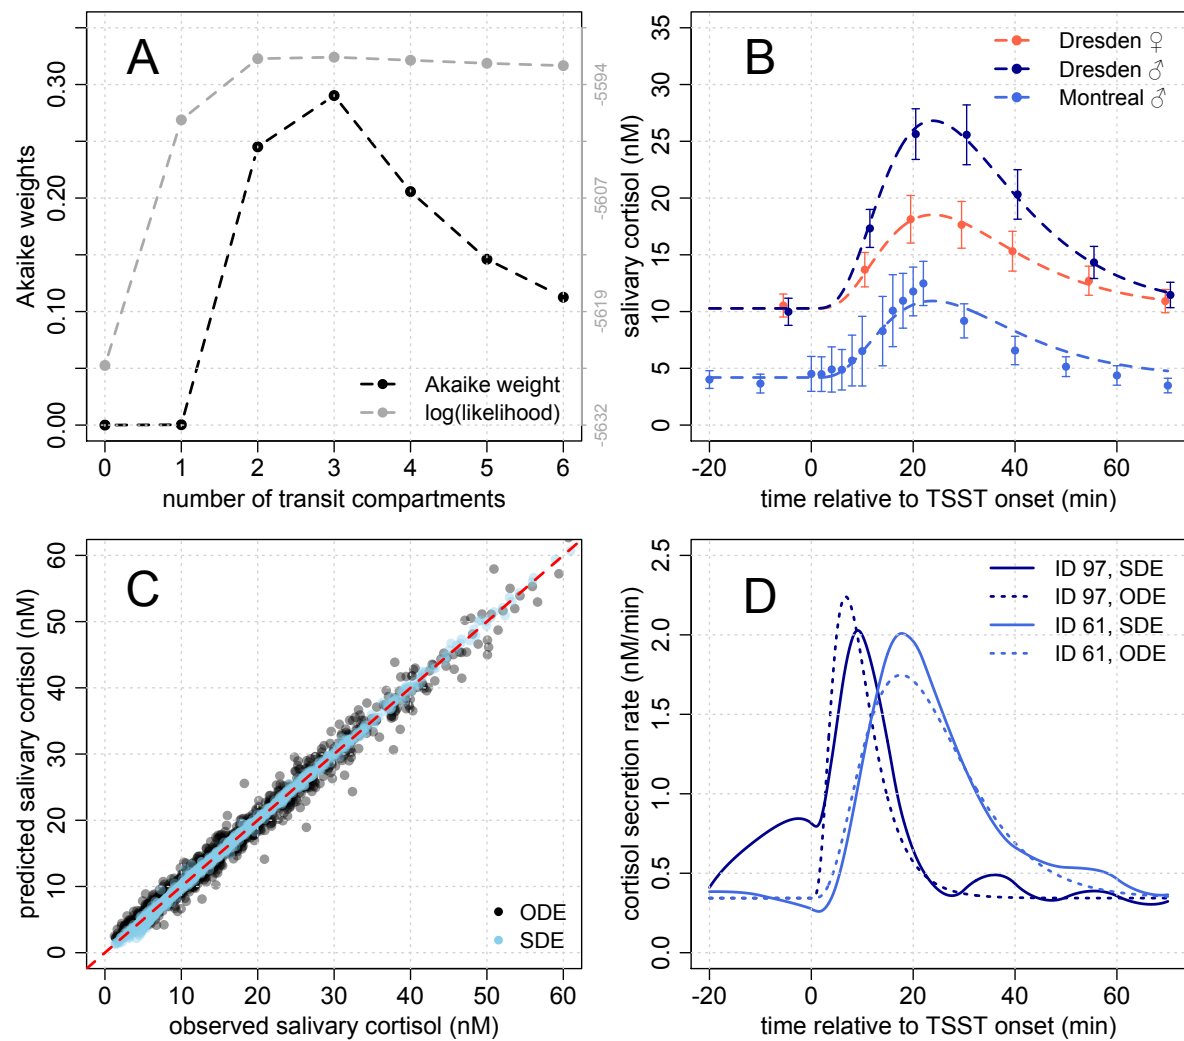 A
0.00
0.10
0.20
0.30
Akaike weights
-5632
-5619
-5607
-5594
Akaike weight
log(likelihood)
0 1 2 3 4 5 6
number of transit compartments
B
0 5 10 15 20 25 30 35
salivary cortisol (nM)
Dresden ♀
Dresden ♂
Montreal ♂
-20 0 20 40 60
time relative to TSST onset (min)
C
0 10 20 30 40 50 60
predicted salivary cortisol (nM)
ODE
SDE
0 10 20 30 40 50 60
observed salivary cortisol (nM)
D
0.0 0.5 1.0 1.5 2.0 2.5
cortisol secretion rate (nM/min)
ID 97, SDE
ID 97, ODE
ID 61, SDE
ID 61, ODE
-20 0 20 40 60
time relative to TSST onset (min)